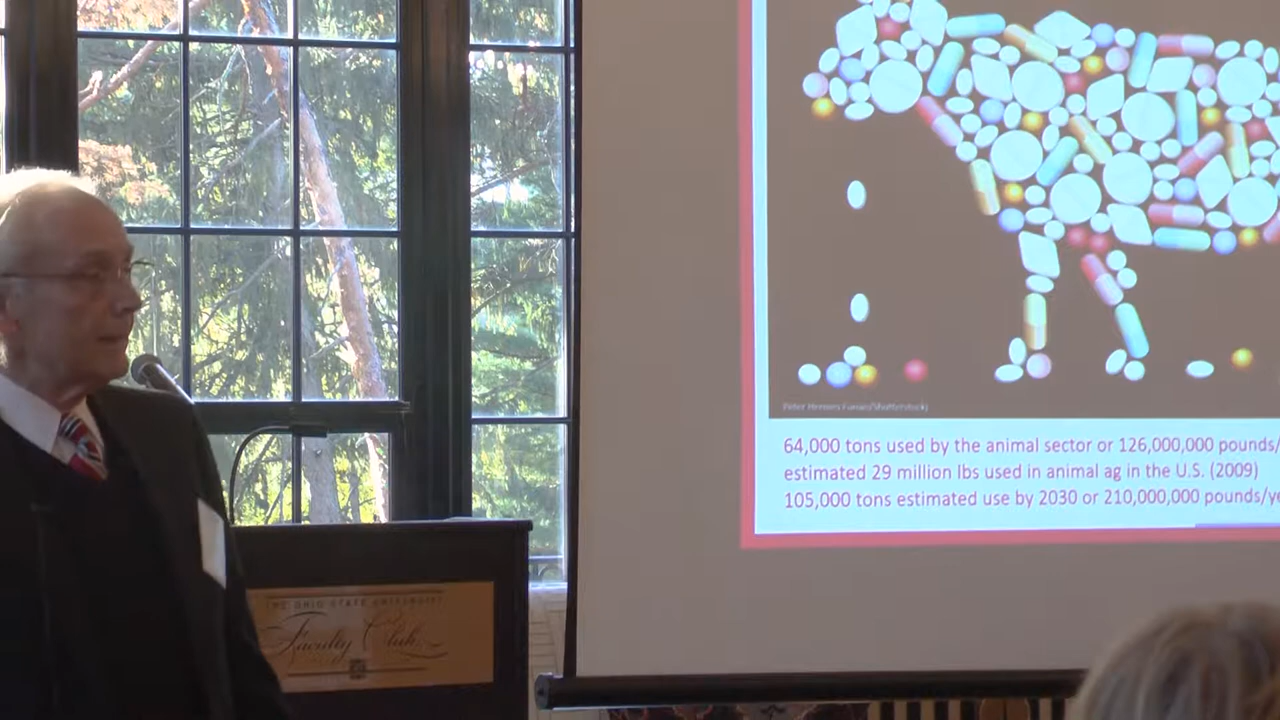 64,000 tons used by the animal sector or 126,000,000 pounds/
estimated 29 million lbs used in animal ag in the U.S. (2009)
105,000 tons estimated use by 2030 or 210,000,000 pounds/ye
THE OHIO STATE UNIVERSITY
Faculty Club